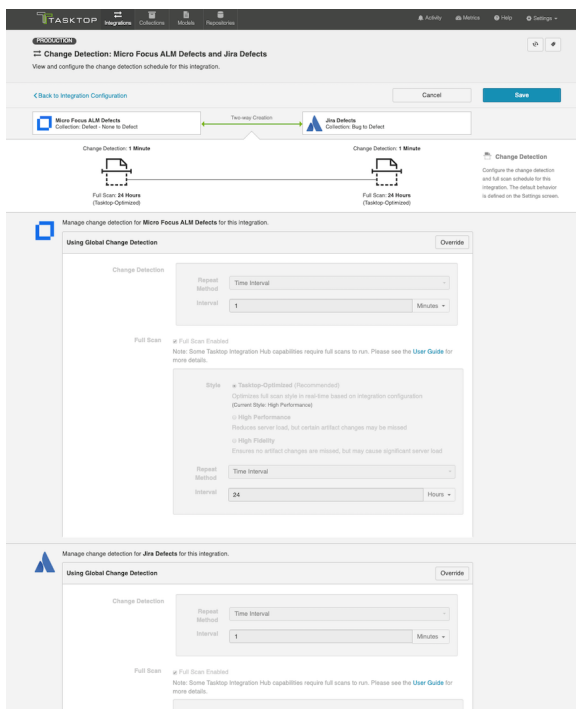 TASKTOP
Integrations
Collections
Models
Repositories
Activity
Metrics
Help
Settings
PRODUCTION
Change Detection: Micro Focus ALM Defects and Jira Defects
View and configure the change detection schedule for this integration.
Back to Integration Configuration
Cancel
Save
Micro Focus ALM Defects
Collection: Defect - None to Defect
Two-way Creation
Jira Defects
Collection: Bug to Defect
Change Detection: 1 Minute
Full Scan: 24 Hours
(Tasktop-Optimized)
Change Detection: 1 Minute
Full Scan: 24 Hours
(Tasktop-Optimized)
Change Detection
Configure the change detection
and full scan schedule for this
integration. The default behavior
is defined on the Settings screen.
Manage change detection for Micro Focus ALM Defects for this integration.
Using Global Change Detection
Override
Change Detection
Repeat
Method
Time Interval
Interval
1
Minutes
Full Scan
Full Scan Enabled
Note: Some Tasktop Integration Hub capabilities require full scans to run. Please see the User Guide for
more details.
Style
Tasktop-Optimized (Recommended)
Optimizes full scan style in real-time based on integration configuration
(Current Style: High Performance)
High Performance
Reduces server load, but certain artifact changes may be missed
High Fidelity
Ensures no artifact changes are missed, but may cause significant server load
Repeat
Method
Time Interval
Interval
24
Hours
Manage change detection for Jira Defects for this integration.
Using Global Change Detection
Override
Change Detection
Repeat
Method
Time Interval
Interval
1
Minutes
Full Scan
Full Scan Enabled
Note: Some Tasktop Integration Hub capabilities require full scans to run. Please see the User Guide for
more details.